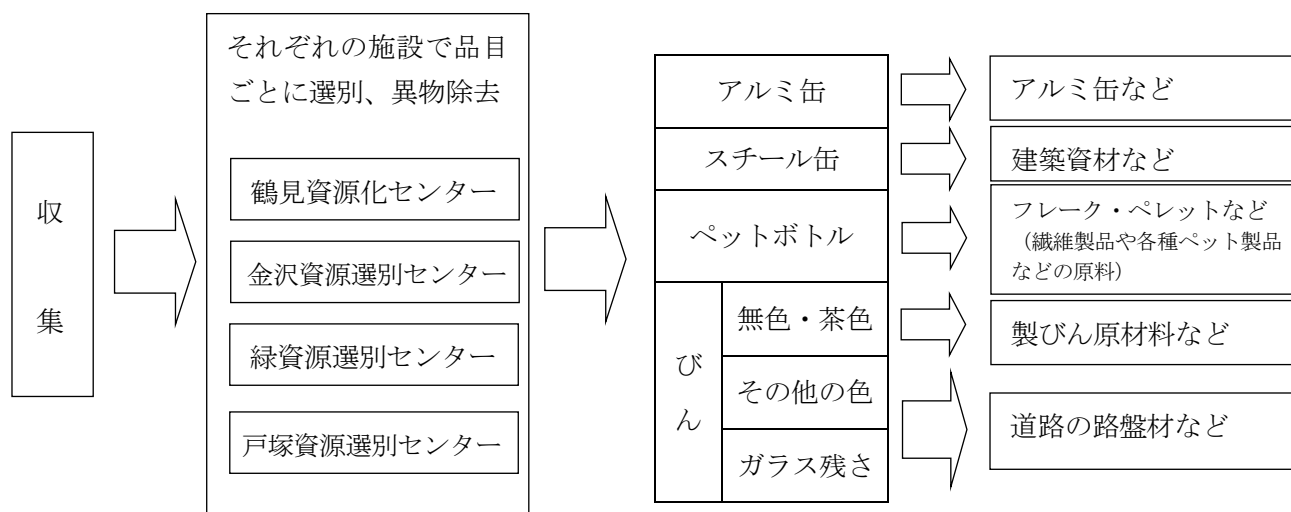 収
集
それぞれの施設で品目
ごとに選別、異物除去
鶴見資源化センター
金沢資源選別センター
緑資源選別センター
戸塚資源選別センター
アルミ缶
アルミ缶など
スチール缶
建築資材など
ペットボトル
フレーク・ペレットなど
（繊維製品や各種ペット製品
などの原料）
び
ん
無色・茶色
製びん原材料など
その他の色
ガラス残さ
道路の路盤材など